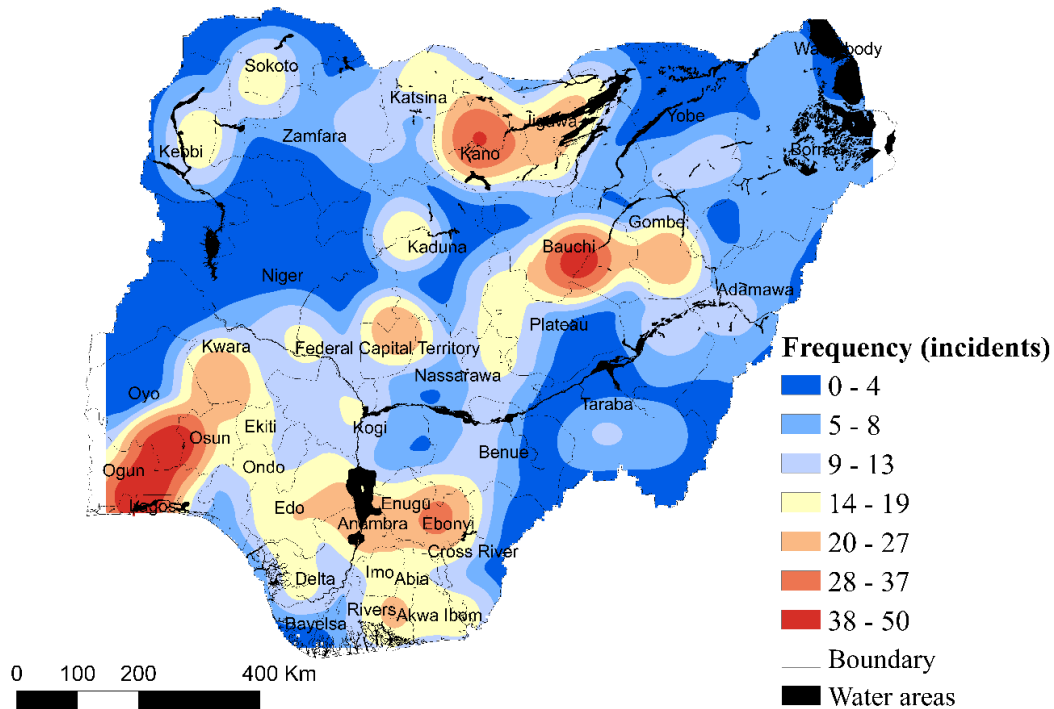 Sokoto
Waterbody
Katsina
Jigawa
Yobe
Zamfara
Kebbi
Kano
Borno
Gombe
Kaduna
Bauchi
Niger
Adamawa
Plateau
Kwara
Federal Capital Territory
Nassarawa
Oyo
Taraba
Ekiti
Kogi
Osun
Benue
Ogun
Ondo
Lagos
Edo
Enugu
Anambra
Ebonyi
Cross River
Imo
Abia
Delta
Rivers
Akwa Ibom
Bayelsa
Frequency (incidents)
0 - 4
5 - 8
9 - 13
14 - 19
20 - 27
28 - 37
38 - 50
Boundary
Water areas
0 100 200 400 Km